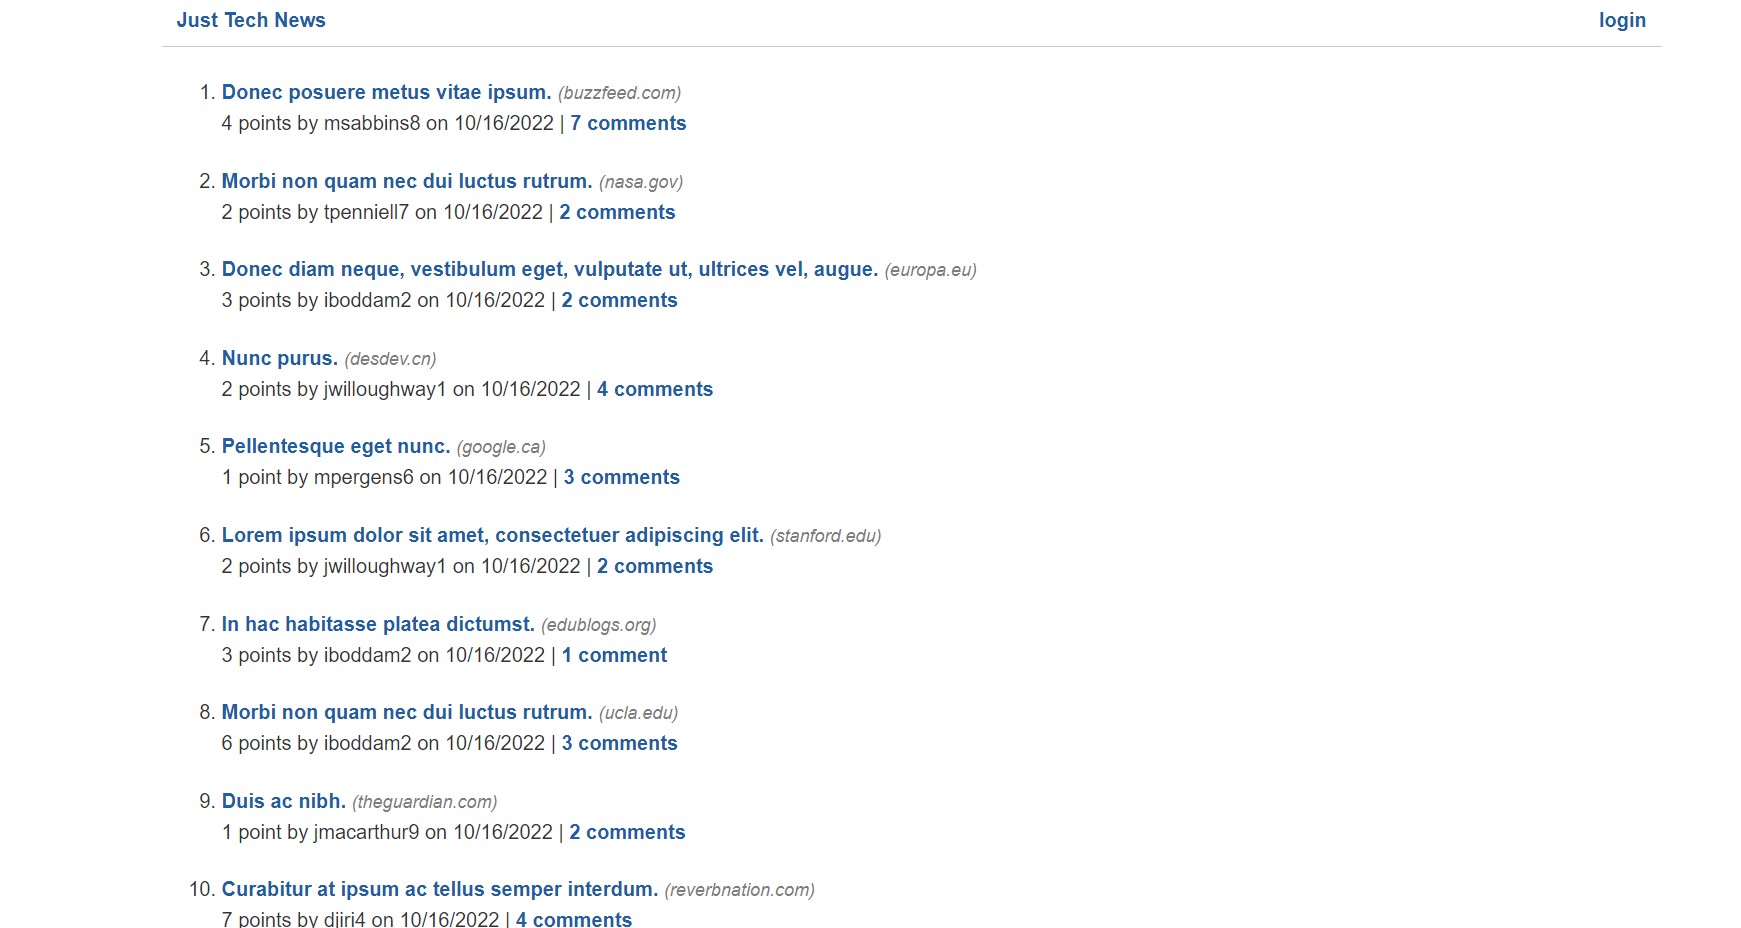 Just Tech News login
1. Donec posuere metus vitae ipsum. (buzzfeed.com)
4 points by msabbins8 on 10/16/2022 | 7 comments
2. Morbi non quam nec dui luctus rutrum. (nasa.gov)
2 points by tpenniell7 on 10/16/2022 | 2 comments
3. Donec diam neque, vestibulum eget, vulputate ut, ultrices vel, augue. (europa.eu)
3 points by iboddam2 on 10/16/2022 | 2 comments
4. Nunc purus. (desdev.cn)
2 points by jwilloughway1 on 10/16/2022 | 4 comments
5. Pellentesque eget nunc. (google.ca)
1 point by mpergens6 on 10/16/2022 | 3 comments
6. Lorem ipsum dolor sit amet, consectetuer adipiscing elit. (stanford.edu)
2 points by jwilloughway1 on 10/16/2022 | 2 comments
7. In hac habitasse platea dictumst. (edublogs.org)
3 points by iboddam2 on 10/16/2022 | 1 comment
8. Morbi non quam nec dui luctus rutrum. (ucla.edu)
6 points by iboddam2 on 10/16/2022 | 3 comments
9. Duis ac nibh. (theguardian.com)
1 point by jmacarthur9 on 10/16/2022 | 2 comments
10. Curabitur at ipsum ac tellus semper interdum. (reverbnation.com)
7 points by djiri4 on 10/16/2022 | 4 comments